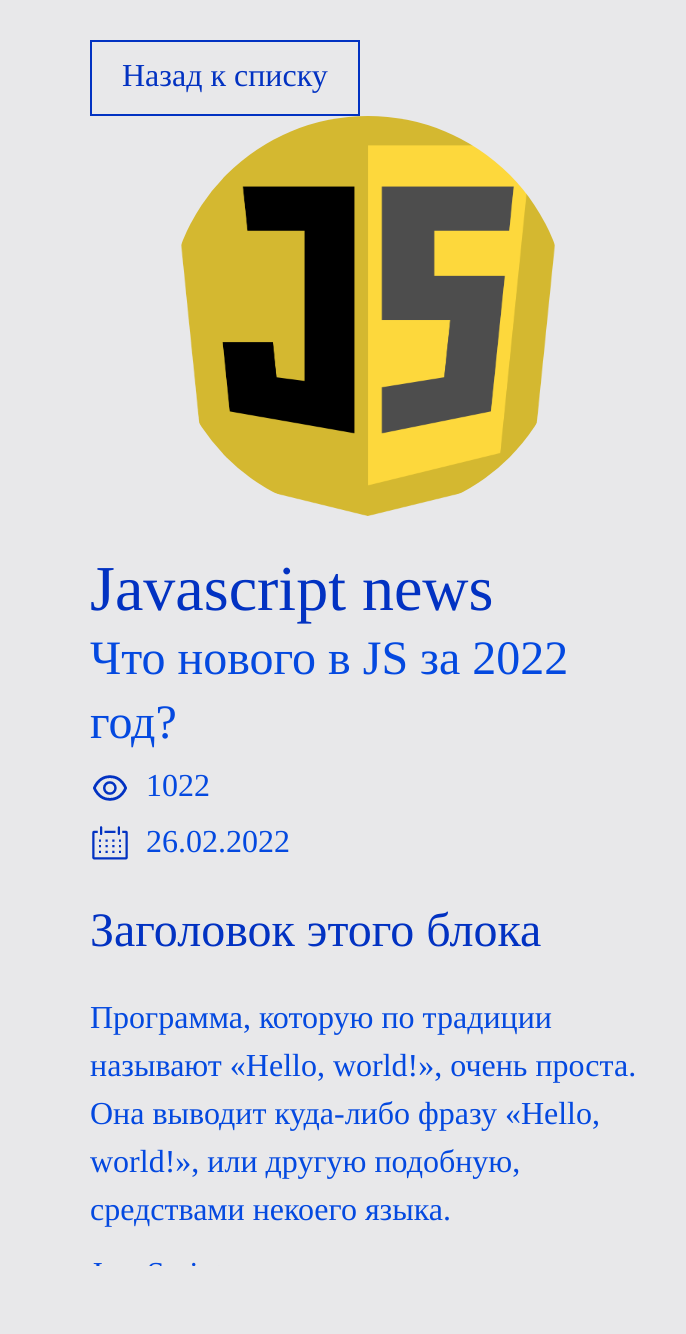 Назад к списку
JS
Javascript news
Что нового в JS за 2022
год?
1022
26.02.2022
Заголовок этого блока
Программа, которую по традиции
называют «Hello, world!», очень проста.
Она выводит куда-либо фразу «Hello,
world!», или другую подобную,
средствами некоего языка.